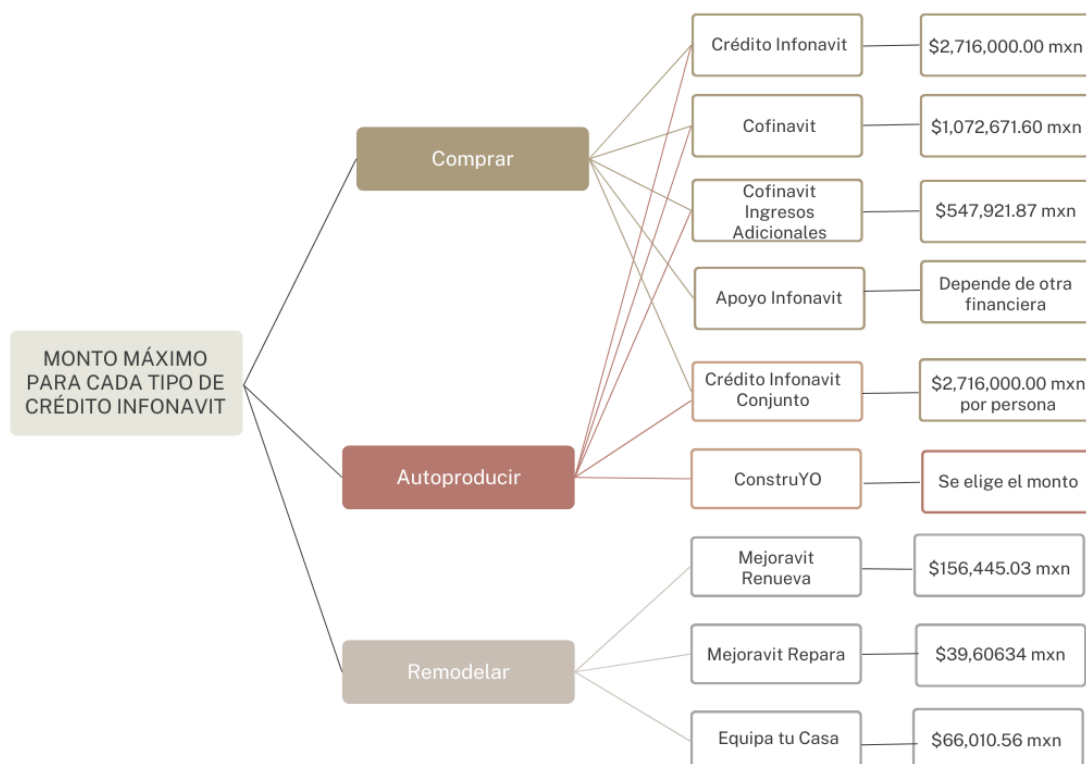 MONTO MÁXIMO
PARA CADA TIPO DE
CRÉDITO INFONAVIT
Comprar
Autoproducir
Remodelar
Crédito Infonavit
$2,716,000.00 mxn
Cofinavit
$1,072,671.60 mxn
Cofinavit
Ingresos
Adicionales
$547,921.87 mxn
Apoyo Infonavit
Depende de otra
financiera
Crédito Infonavit
Conjunto
$2,716,000.00 mxn
por persona
ConstruYO
Se elige el monto
Mejoravit
Renueva
$156,445.03 mxn
Mejoravit Repara
$39,60634 mxn
Equipa tu Casa
$66,010.56 mxn